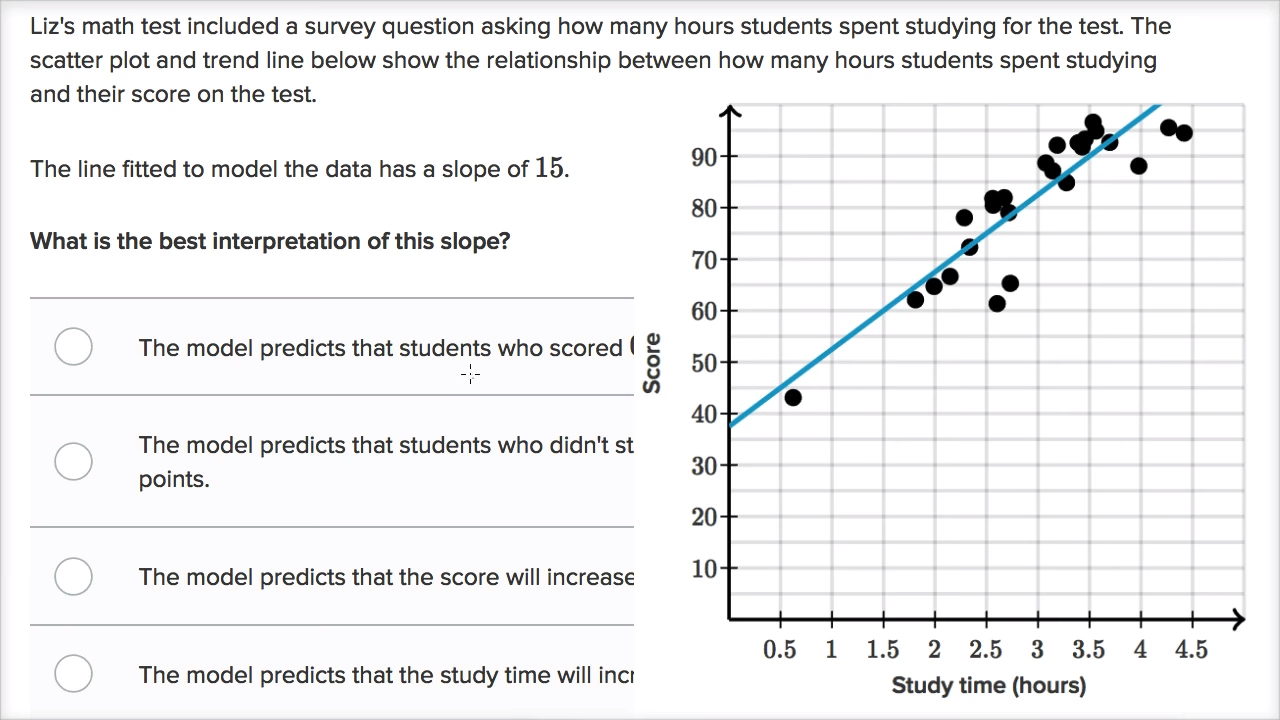 Liz's math test included a survey question asking how many hours students spent studying for the test. The
scatter plot and trend line below show the relationship between how many hours students spent studying
and their score on the test.
The line fitted to model the data has a slope of 15.
What is the best interpretation of this slope?
The model predicts that students who scored
The model predicts that students who didn't st
points.
The model predicts that the score will increase
The model predicts that the study time will incr
Score
90
80
70
60
50
40
30
20
10
0.5 1 1.5 2 2.5 3 3.5 4 4.5
Study time (hours)